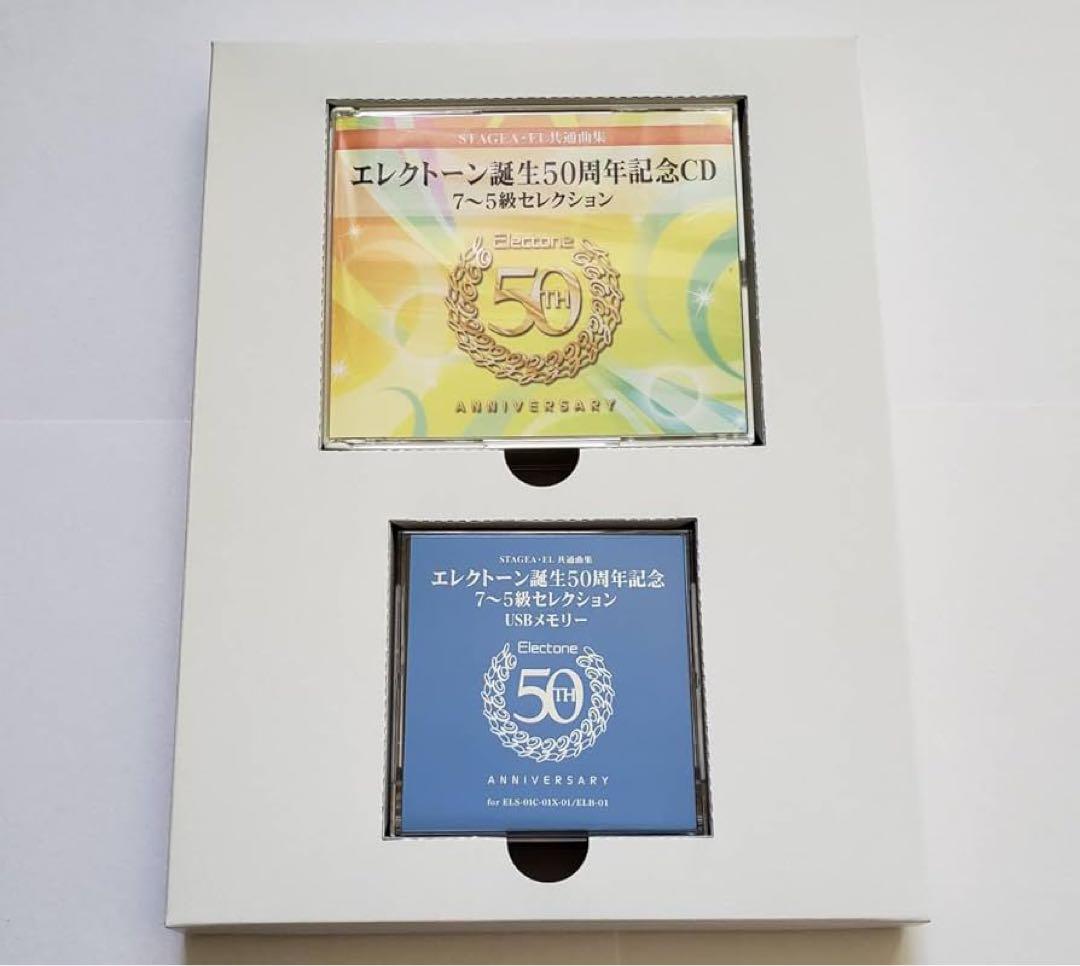 STAGEA・EL共通曲集
エレクトーン誕生50周年記念CD
7〜5級セレクション
Electone
50TH
ANNIVERSARY
STAGEA・EL 共通曲集
エレクトーン誕生50周年記念
7〜5級セレクション
USBメモリー
Electone
50TH
ANNIVERSARY
for ELS-01C・01X・01/ELB-01